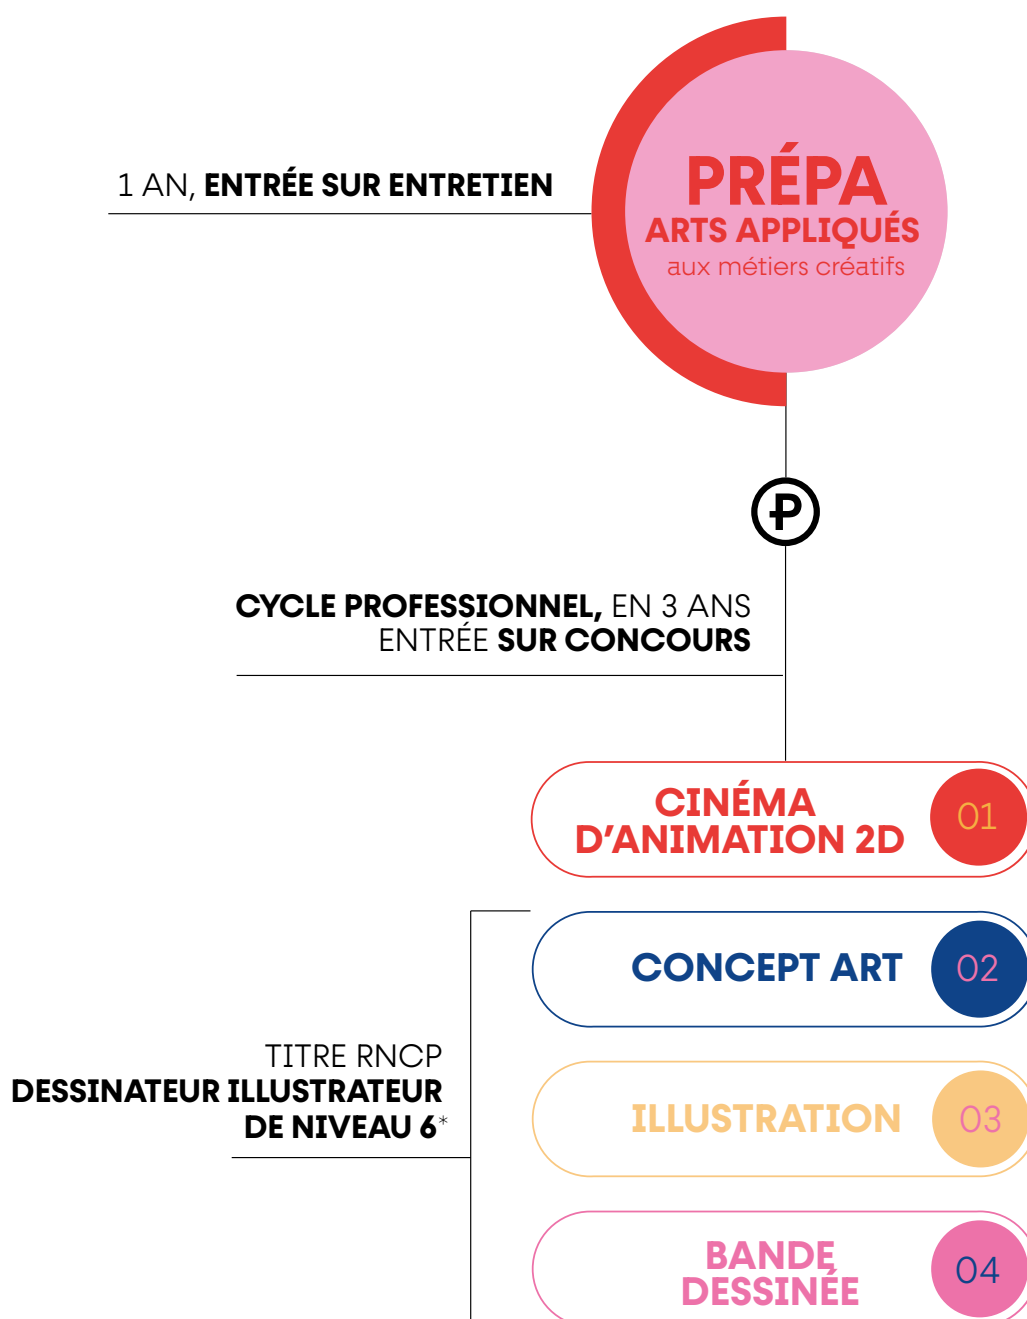 PRÉPA
ARTS APPLIQUÉS
aux métiers créatifs
1 AN, ENTRÉE SUR ENTRETIEN
P
CYCLE PROFESSIONNEL, EN 3 ANS
ENTRÉE SUR CONCOURS
CINÉMA
D’ANIMATION 2D
01
CONCEPT ART
02
TITRE RNCP
DESSINATEUR ILLUSTRATEUR
DE NIVEAU 6*
ILLUSTRATION
03
BANDE
DESSINÉE
04